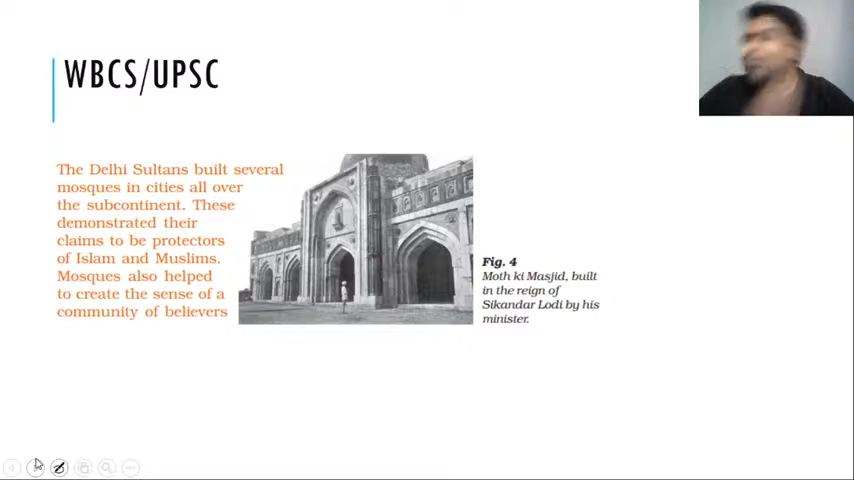 WBCS/UPSC
The Delhi Sultans built several
mosques in cities all over
the subcontinent. These
demonstrated their
claims to be protectors
of Islam and Muslims.
Mosques also helped
to create the sense of a
community of believers
Fig. 4
Moth ki Masjid, built
in the reign of
Sikandar Lodi by his
minister.